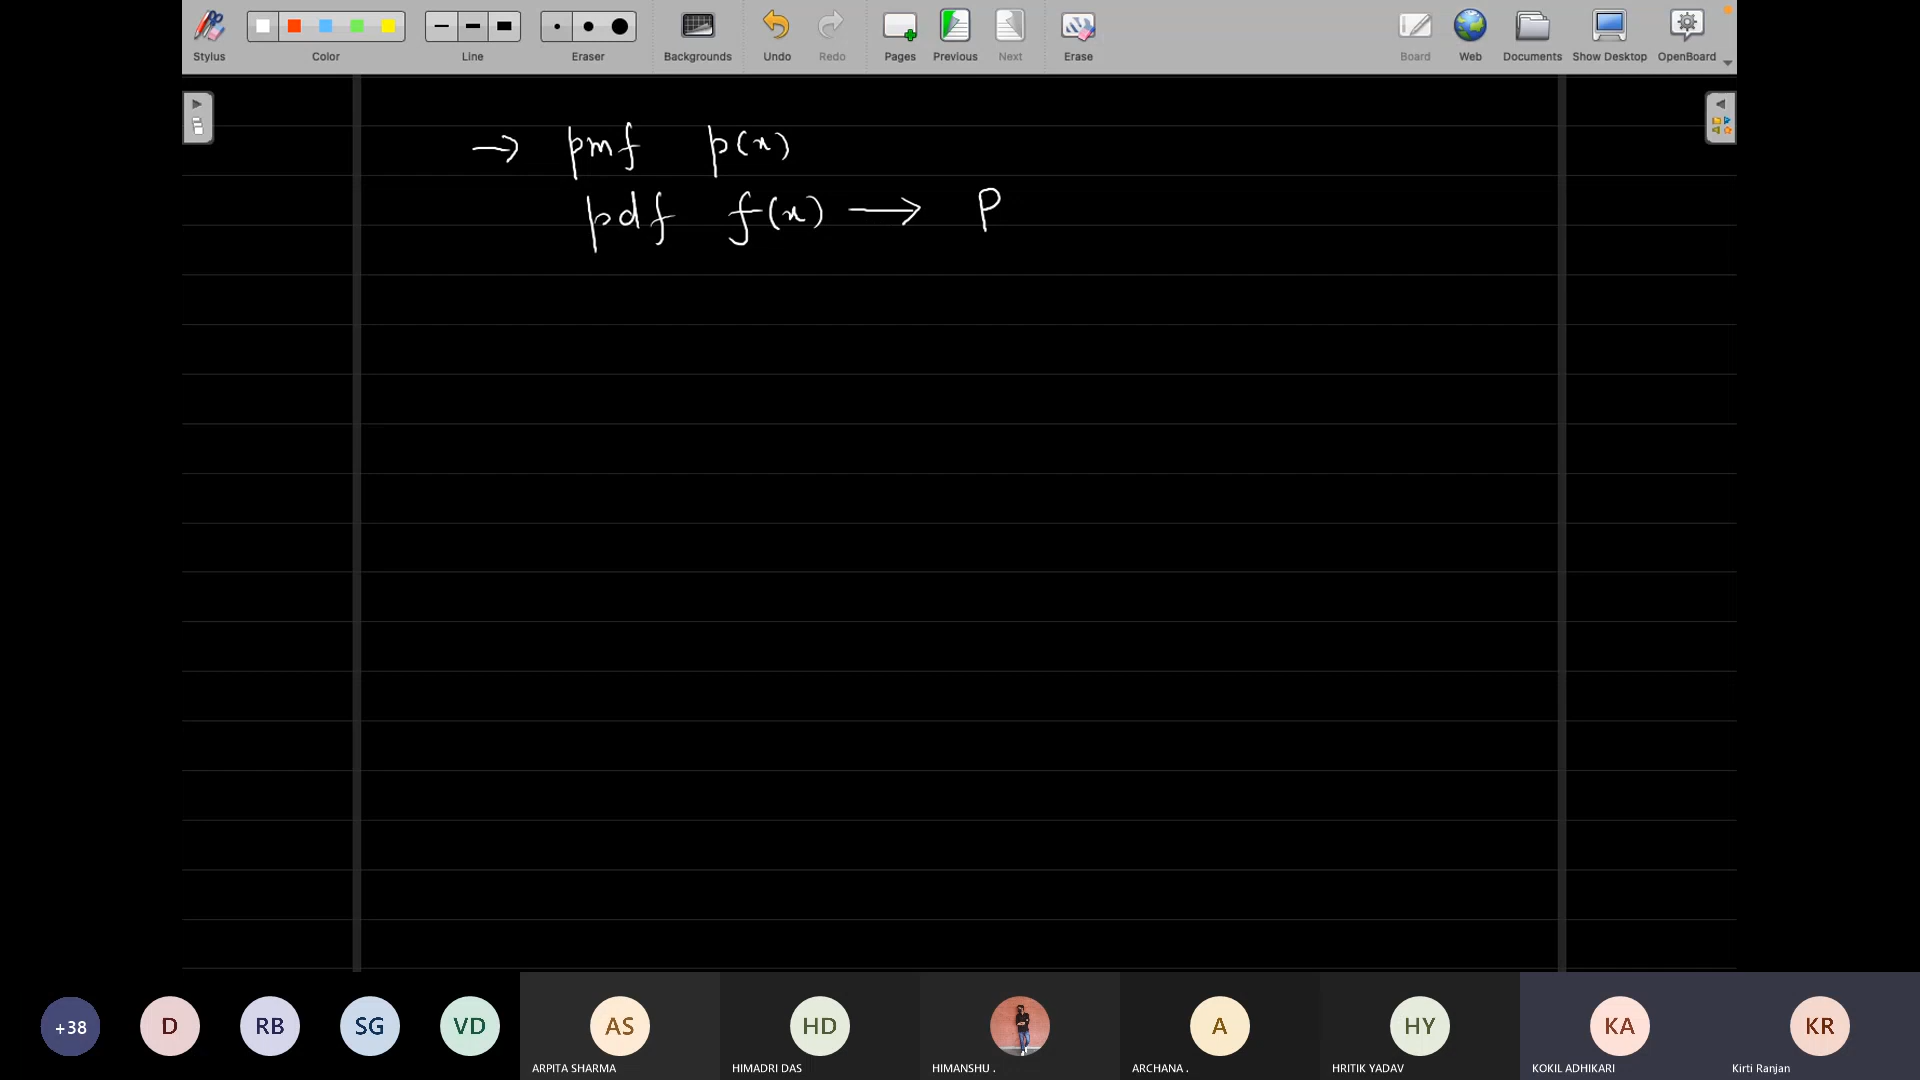 Stylus Color Line Eraser Backgrounds Undo Redo Pages Previous Next Erase Board Web Documents Show Desktop OpenBoard
→ pmf p(x)
pdf f(x) ⟶ P
+38 D RB SG VD AS HD A HY KA KR
ARPITA SHARMA HIMADRI DAS HIMANSHU . ARCHANA . HRITIK YADAV KOKIL ADHIKARI Kirti Ranjan